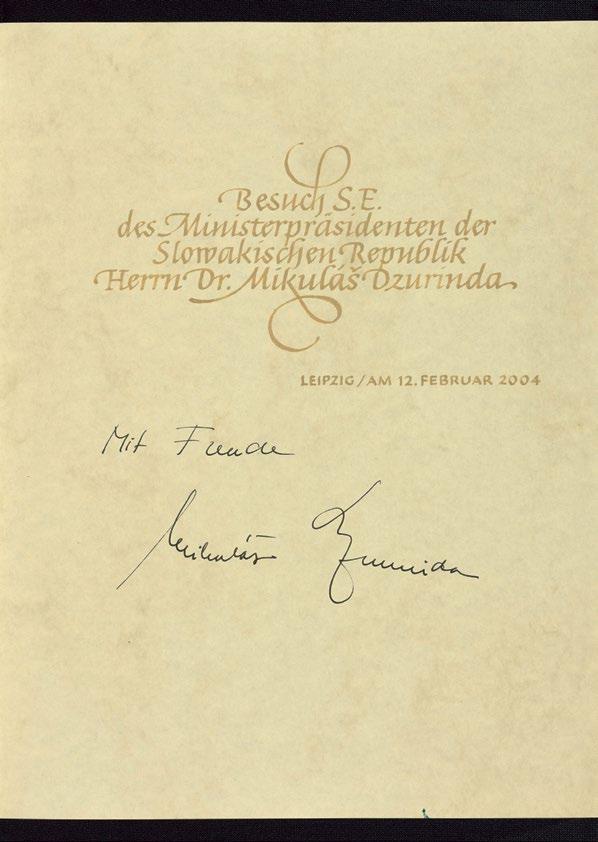 Besuch S.E.
des Ministerpräsidenten der
Slowakischen Republik
Herrn Dr. Mikuláš Dzurinda
LEIPZIG/AM 12. FEBRUAR 2004
Mit Freude
Mikuláš Dzurinda